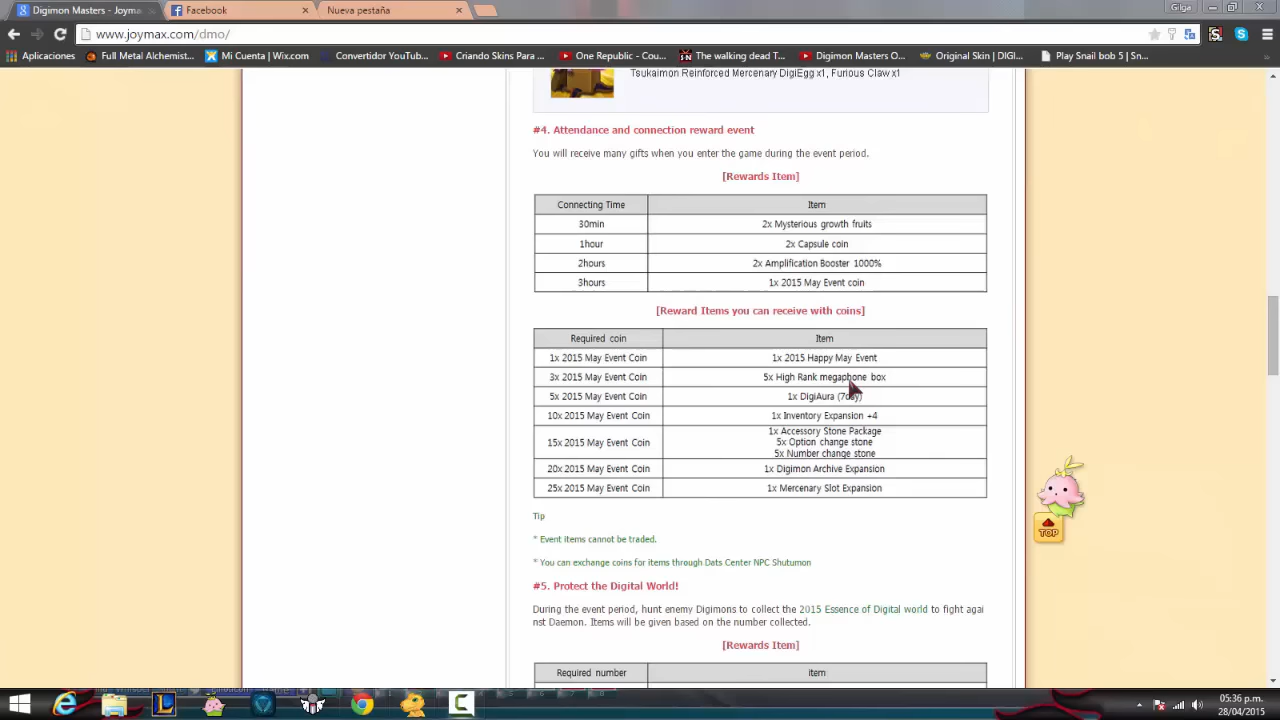 Digimon Masters - Joyma
Facebook
Nueva pestaña
Gilga
www.joymax.com/dmo/
Aplicaciones
Full Metal Alchemist...
Mi Cuenta | Wix.com
Convertidor YouTub...
Criando Skins Para ...
One Republic - Cou...
The walking dead T...
Digimon Masters O...
Original Skin | DIGI...
Play Snail bob 5 | Sn...
Tsukaimon Reinforced Mercenary DigiEgg x1, Furious Claw x1
#4. Attendance and connection reward event
You will receive many gifts when you enter the game during the event period.
[Rewards Item]
Connecting Time Item
30min 2x Mysterious growth fruits
1hour 2x Capsule coin
2hours 2x Amplification Booster 1000%
3hours 1x 2015 May Event coin
[Reward Items you can receive with coins]
Required coin Item
1x 2015 May Event Coin 1x 2015 Happy May Event
3x 2015 May Event Coin 5x High Rank megaphone box
5x 2015 May Event Coin 1x DigiAura (7day)
10x 2015 May Event Coin 1x Inventory Expansion +4
1x Accessory Stone Package
15x 2015 May Event Coin 5x Option change stone
5x Number change stone
20x 2015 May Event Coin 1x Digimon Archive Expansion
25x 2015 May Event Coin 1x Mercenary Slot Expansion
Tip
* Event items cannot be traded.
* You can exchange coins for items through Dats Center NPC Shutumon
TOP
#5. Protect the Digital World!
During the event period, hunt enemy Digimons to collect the 2015 Essence of Digital world to fight agai
nst Daemon. Items will be given based on the number collected.
[Rewards Item]
Required number item
05:36 p.m.
28/04/2015